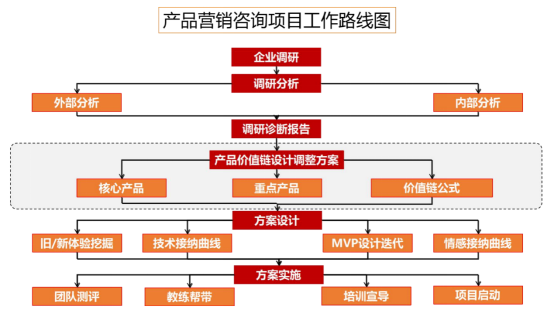 产品营销咨询项目工作路线图
企业调研
调研分析
外部分析
内部分析
调研诊断报告
产品价值链设计调整方案
核心产品
重点产品
价值链公式
方案设计
旧/新体验挖掘
技术接纳曲线
MVP设计迭代
情感接纳曲线
方案实施
团队测评
教练帮带
培训宣导
项目启动